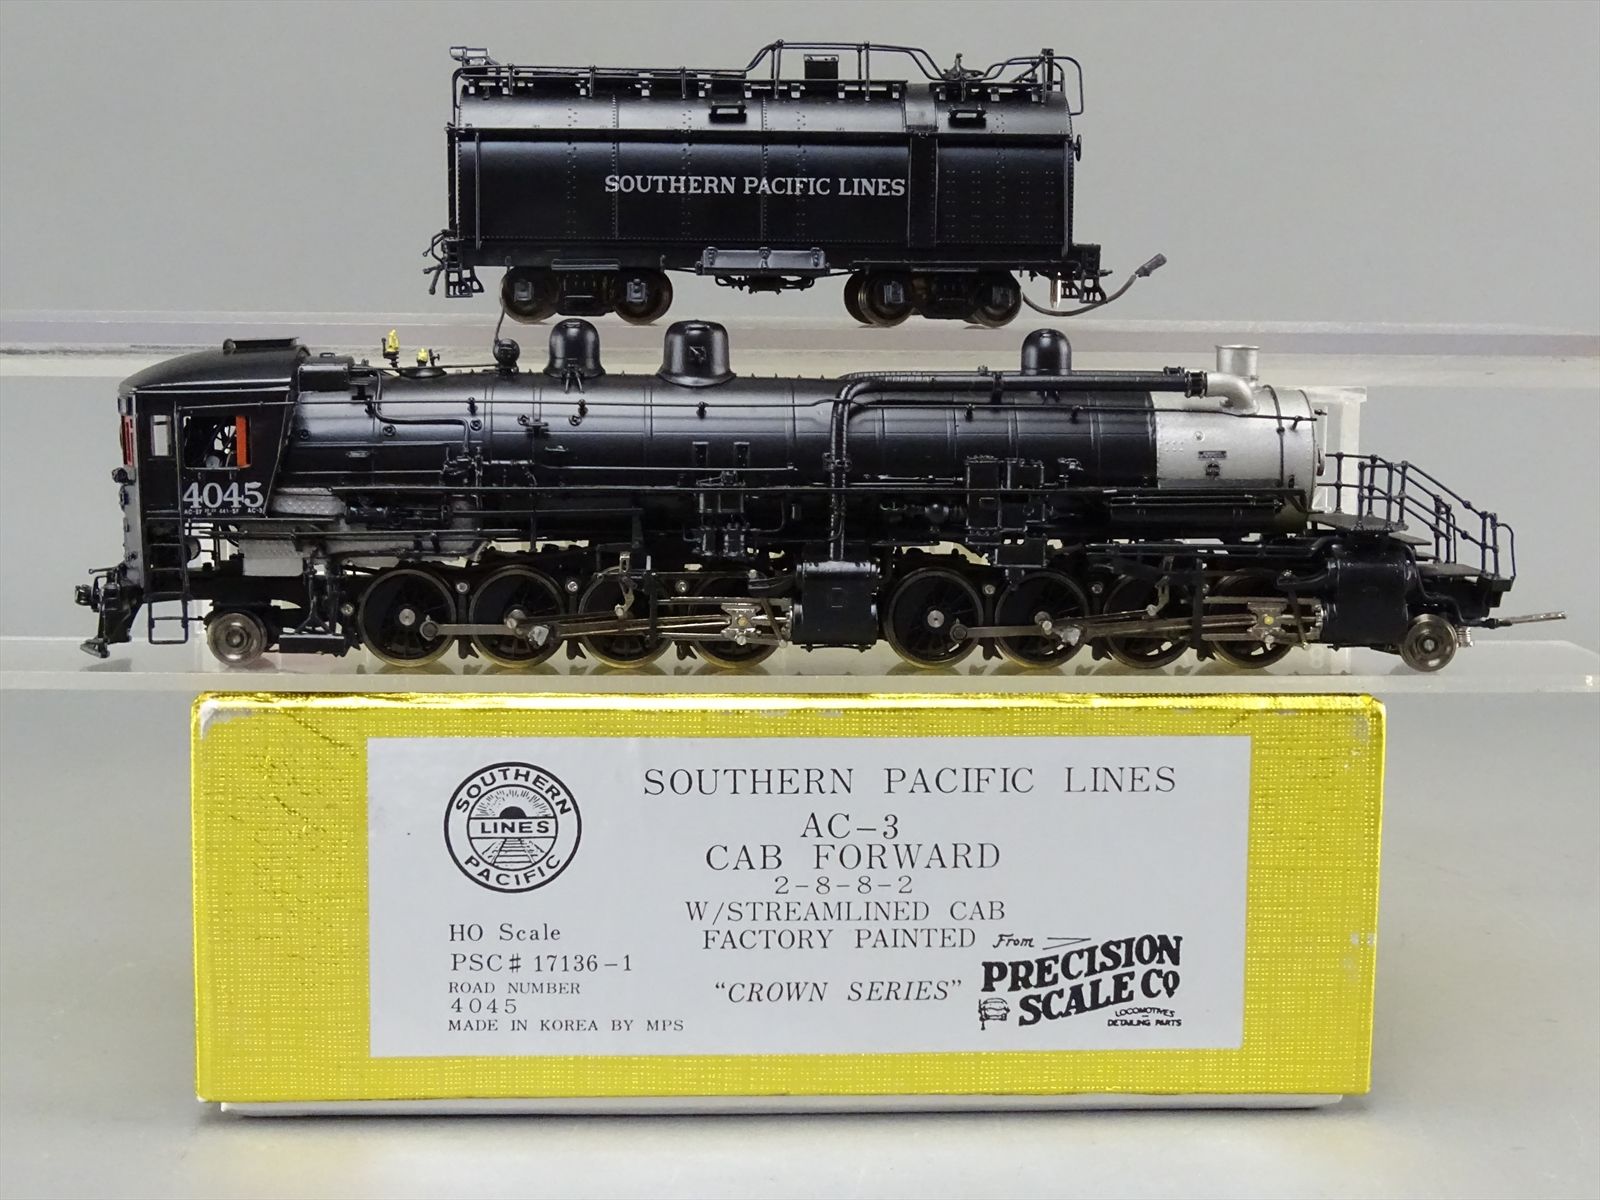 SOUTHERN PACIFIC LINES
4045
SOUTHERN
LINES
PACIFIC
SOUTHERN PACIFIC LINES
AC-3
CAB FORWARD
2-8-8-2
W/STREAMLINED CAB
FACTORY PAINTED
"CROWN SERIES"
HO Scale
PSC# 17136-1
ROAD NUMBER
4045
MADE IN KOREA BY MPS
From
PRECISION
SCALE CO
LOCOMOTIVES
DETAILING PARTS